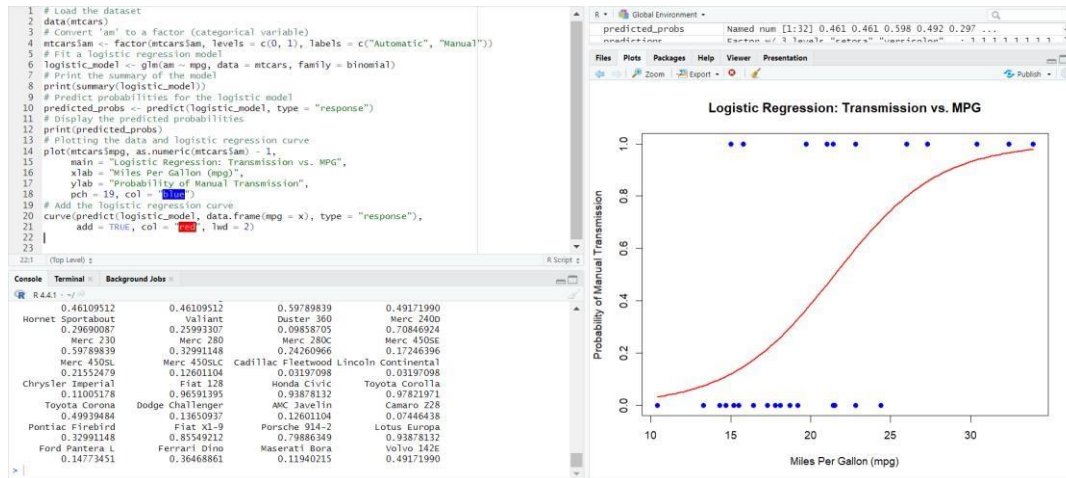 1 # Load the dataset
2 data(mtcars)
3 # Convert 'am' to a factor (categorical variable)
4 mtcars$am <- factor(mtcars$am, levels = c(0, 1), labels = c("Automatic", "Manual"))
5 # Fit a logistic regression model
6 logistic_model <- glm(am ~ mpg, data = mtcars, family = binomial)
7 # Print the summary of the model
8 print(summary(logistic_model))
9 # Predict probabilities for the logistic model
10 predicted_probs <- predict(logistic_model, type = "response")
11 # Display the predicted probabilities
12 print(predicted_probs)
13 # Plotting the data and logistic regression curve
14 plot(mtcars$mpg, as.numeric(mtcars$am) - 1,
15 main = "Logistic Regression: Transmission vs. MPG",
16 xlab = "Miles Per Gallon (mpg)",
17 ylab = "Probability of Manual Transmission",
18 pch = 19, col = "blue")
19 # Add the logistic regression curve
20 curve(predict(logistic_model, data.frame(mpg = x), type = "response"),
21 add = TRUE, col = "red", lwd = 2)
22
23
22:1 (Top Level) R Script
Console Terminal Background Jobs
R 4.4.1 · ~/
0.46109512 0.46109512 0.59789839 0.49171990
Hornet Sportabout Valiant Duster 360 Merc 240D
0.29690087 0.25993307 0.09858705 0.70846924
Merc 230 Merc 280 Merc 280C Merc 450SE
0.59789839 0.32991148 0.24260966 0.17246396
Merc 450SL Merc 450SLC Cadillac Fleetwood Lincoln Continental
0.21552479 0.12601104 0.03197098 0.03197098
Chrysler Imperial Fiat 128 Honda Civic Toyota Corolla
0.11005178 0.96591395 0.93878132 0.97821971
Toyota Corona Dodge Challenger AMC Javelin Camaro Z28
0.49939484 0.13650937 0.12601104 0.07446438
Pontiac Firebird Fiat X1-9 Porsche 914-2 Lotus Europa
0.32991148 0.85549212 0.79886349 0.93878132
Ford Pantera L Ferrari Dino Maserati Bora Volvo 142E
0.14773451 0.36468861 0.11940215 0.49171990
>
R Global Environment
predicted_probs Named num [1:32] 0.461 0.461 0.598 0.492 0.297 ...
predictions Factor w/ 3 levels "setosa","versicolor",..: 1 1 1 1 1 1 1 1
Files Plots Packages Help Viewer Presentation
Zoom Export Publish
Logistic Regression: Transmission vs. MPG
Probability of Manual Transmission
1.0
0.8
0.6
0.4
0.2
0.0
10 15 20 25 30
Miles Per Gallon (mpg)